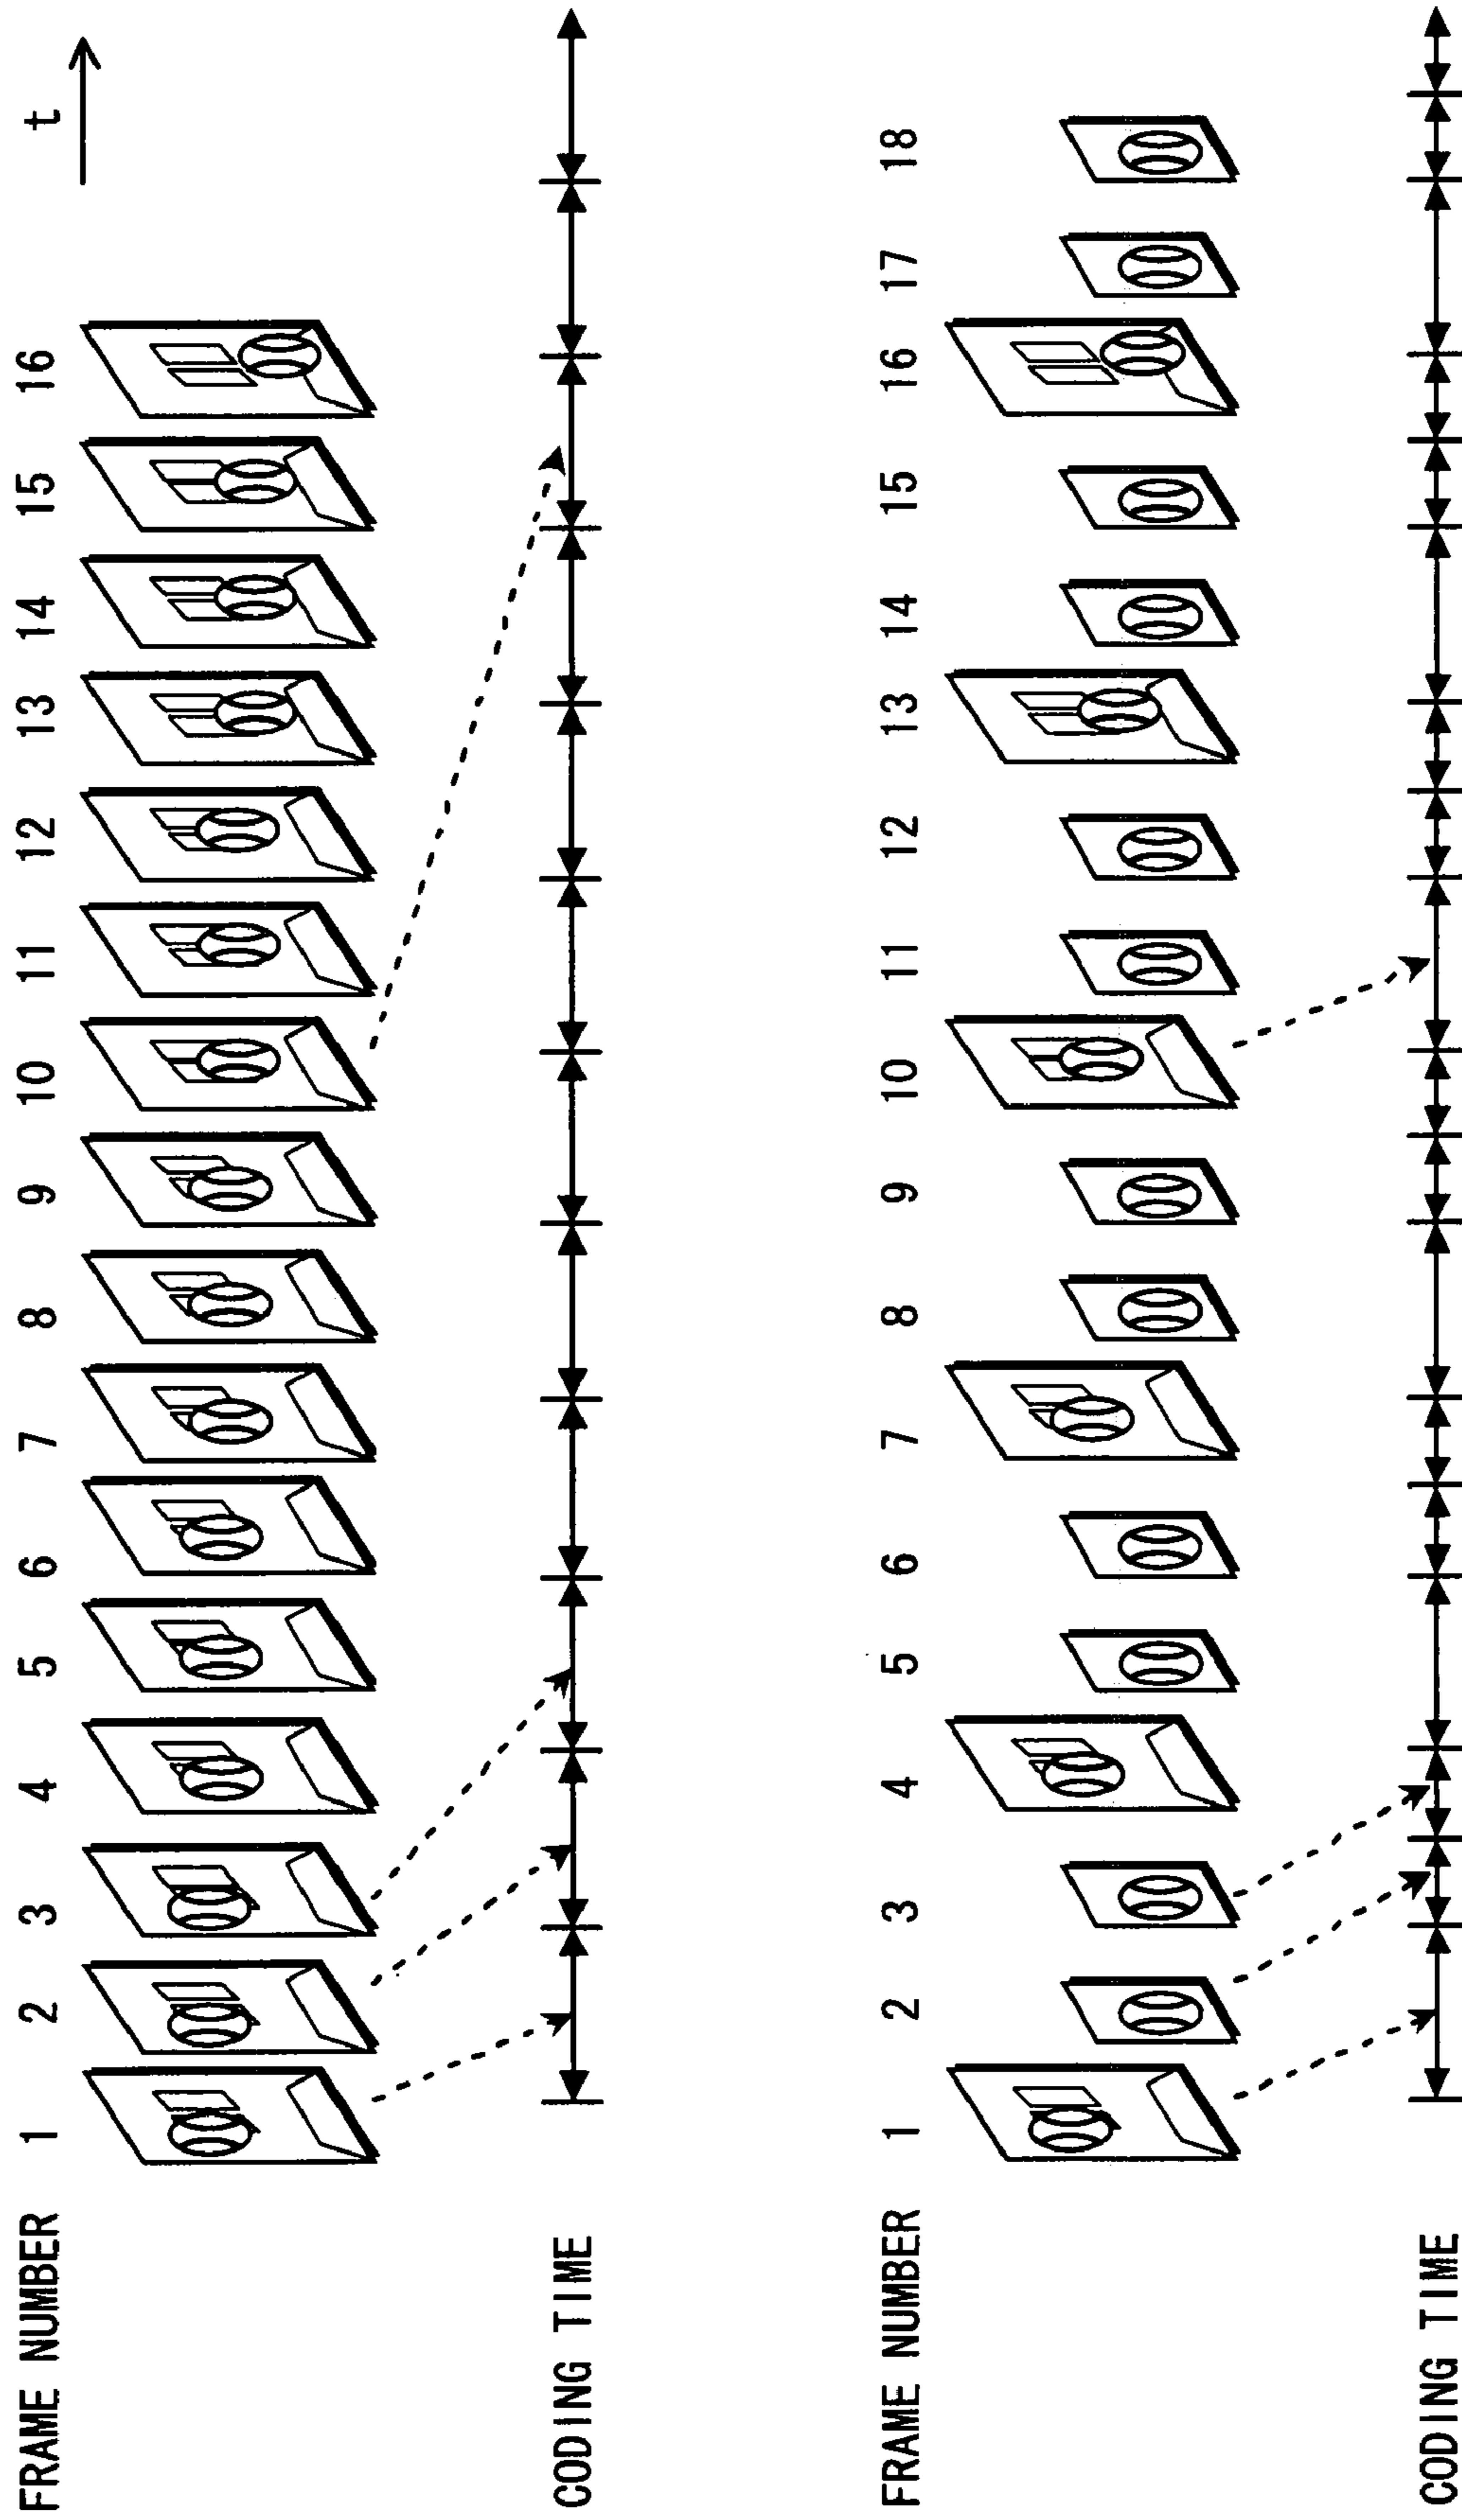 t
FRAME NUMBER 1 2 3 4 5 6 7 8 9 10 11 12 13 14 15 16
CODING TIME
FRAME NUMBER 1 2 3 4 5 6 7 8 9 10 11 12 13 14 15 16 17 18
CODING TIME